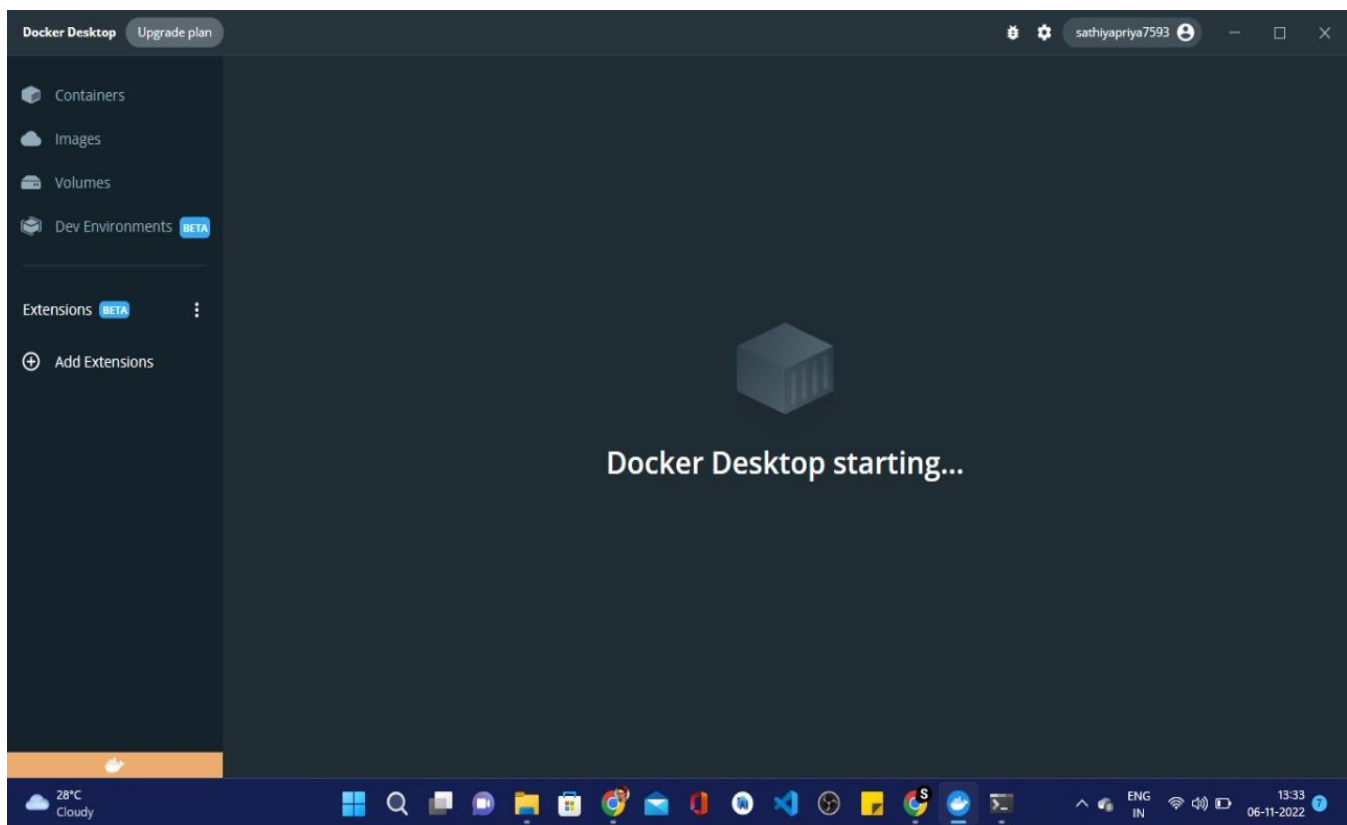 Docker Desktop Upgrade plan sathiyapriya7593
Containers
Images
Volumes
Dev Environments BETA
Extensions BETA
Add Extensions
Docker Desktop starting...
28°C
Cloudy
S
ENG
IN
13:33
06-11-2022
7